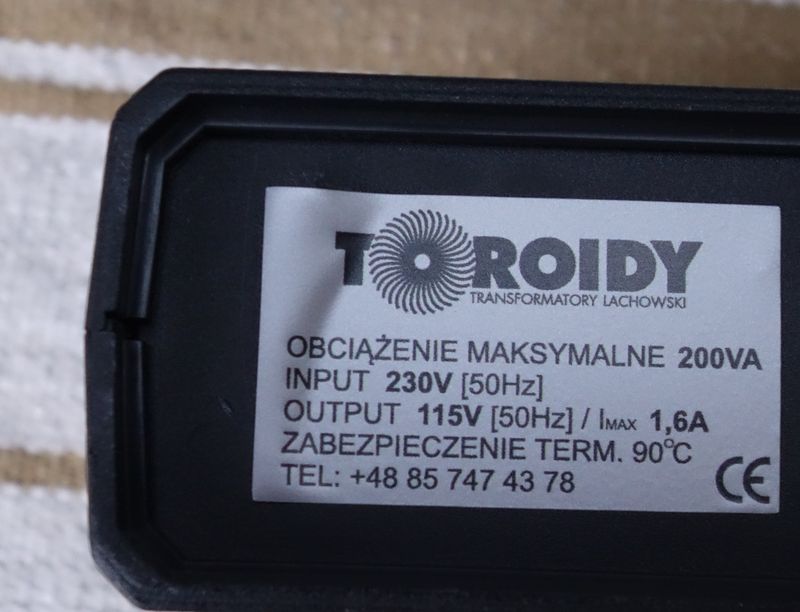 TOROIDY
TRANSFORMATORY LACHOWSKI
OBCIĄŻENIE MAKSYMALNE 200VA
INPUT 230V [50Hz]
OUTPUT 115V [50Hz] / IMAX 1,6A
ZABEZPIECZENIE TERM. 90°C
TEL: +48 85 747 43 78
CE